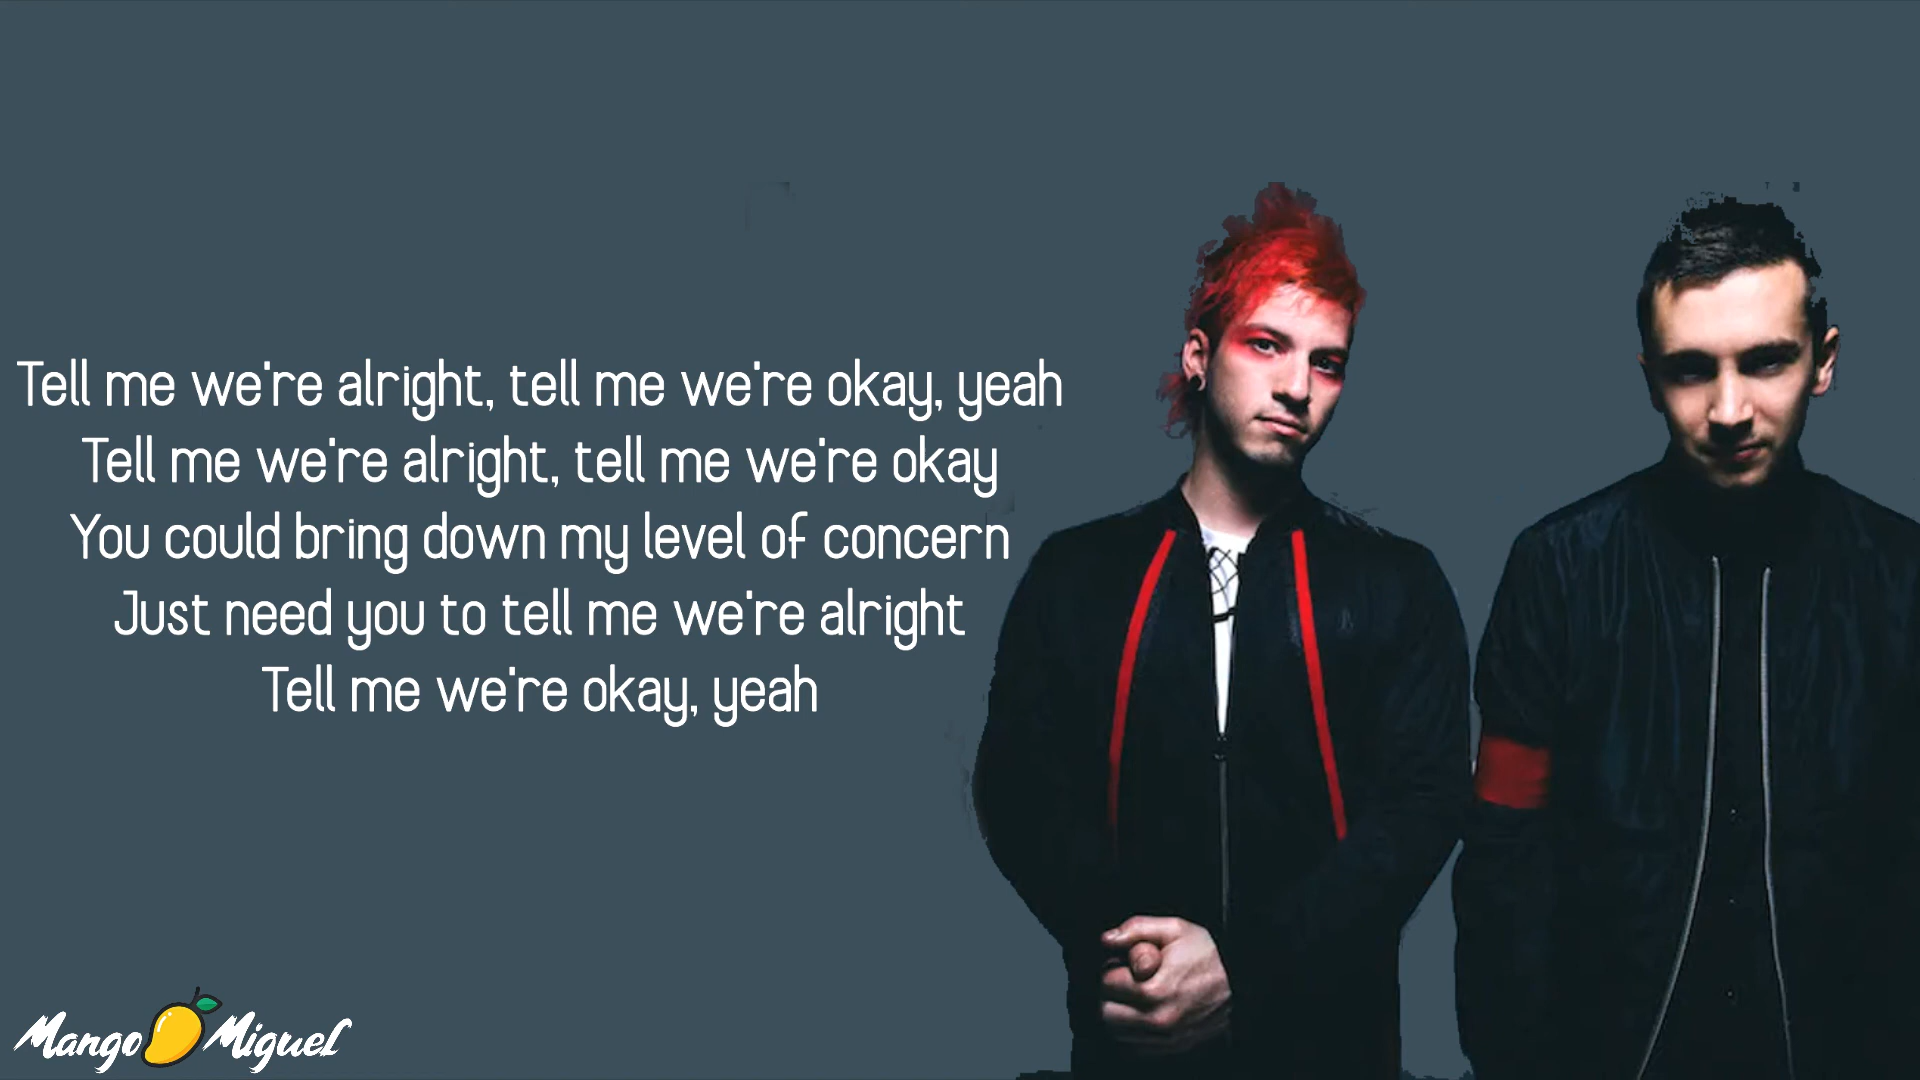 Tell me we're alright, tell me we're okay, yeah
Tell me we're alright, tell me we're okay
You could bring down my level of concern
Just need you to tell me we're alright
Tell me we're okay, yeah
Mango Miguel